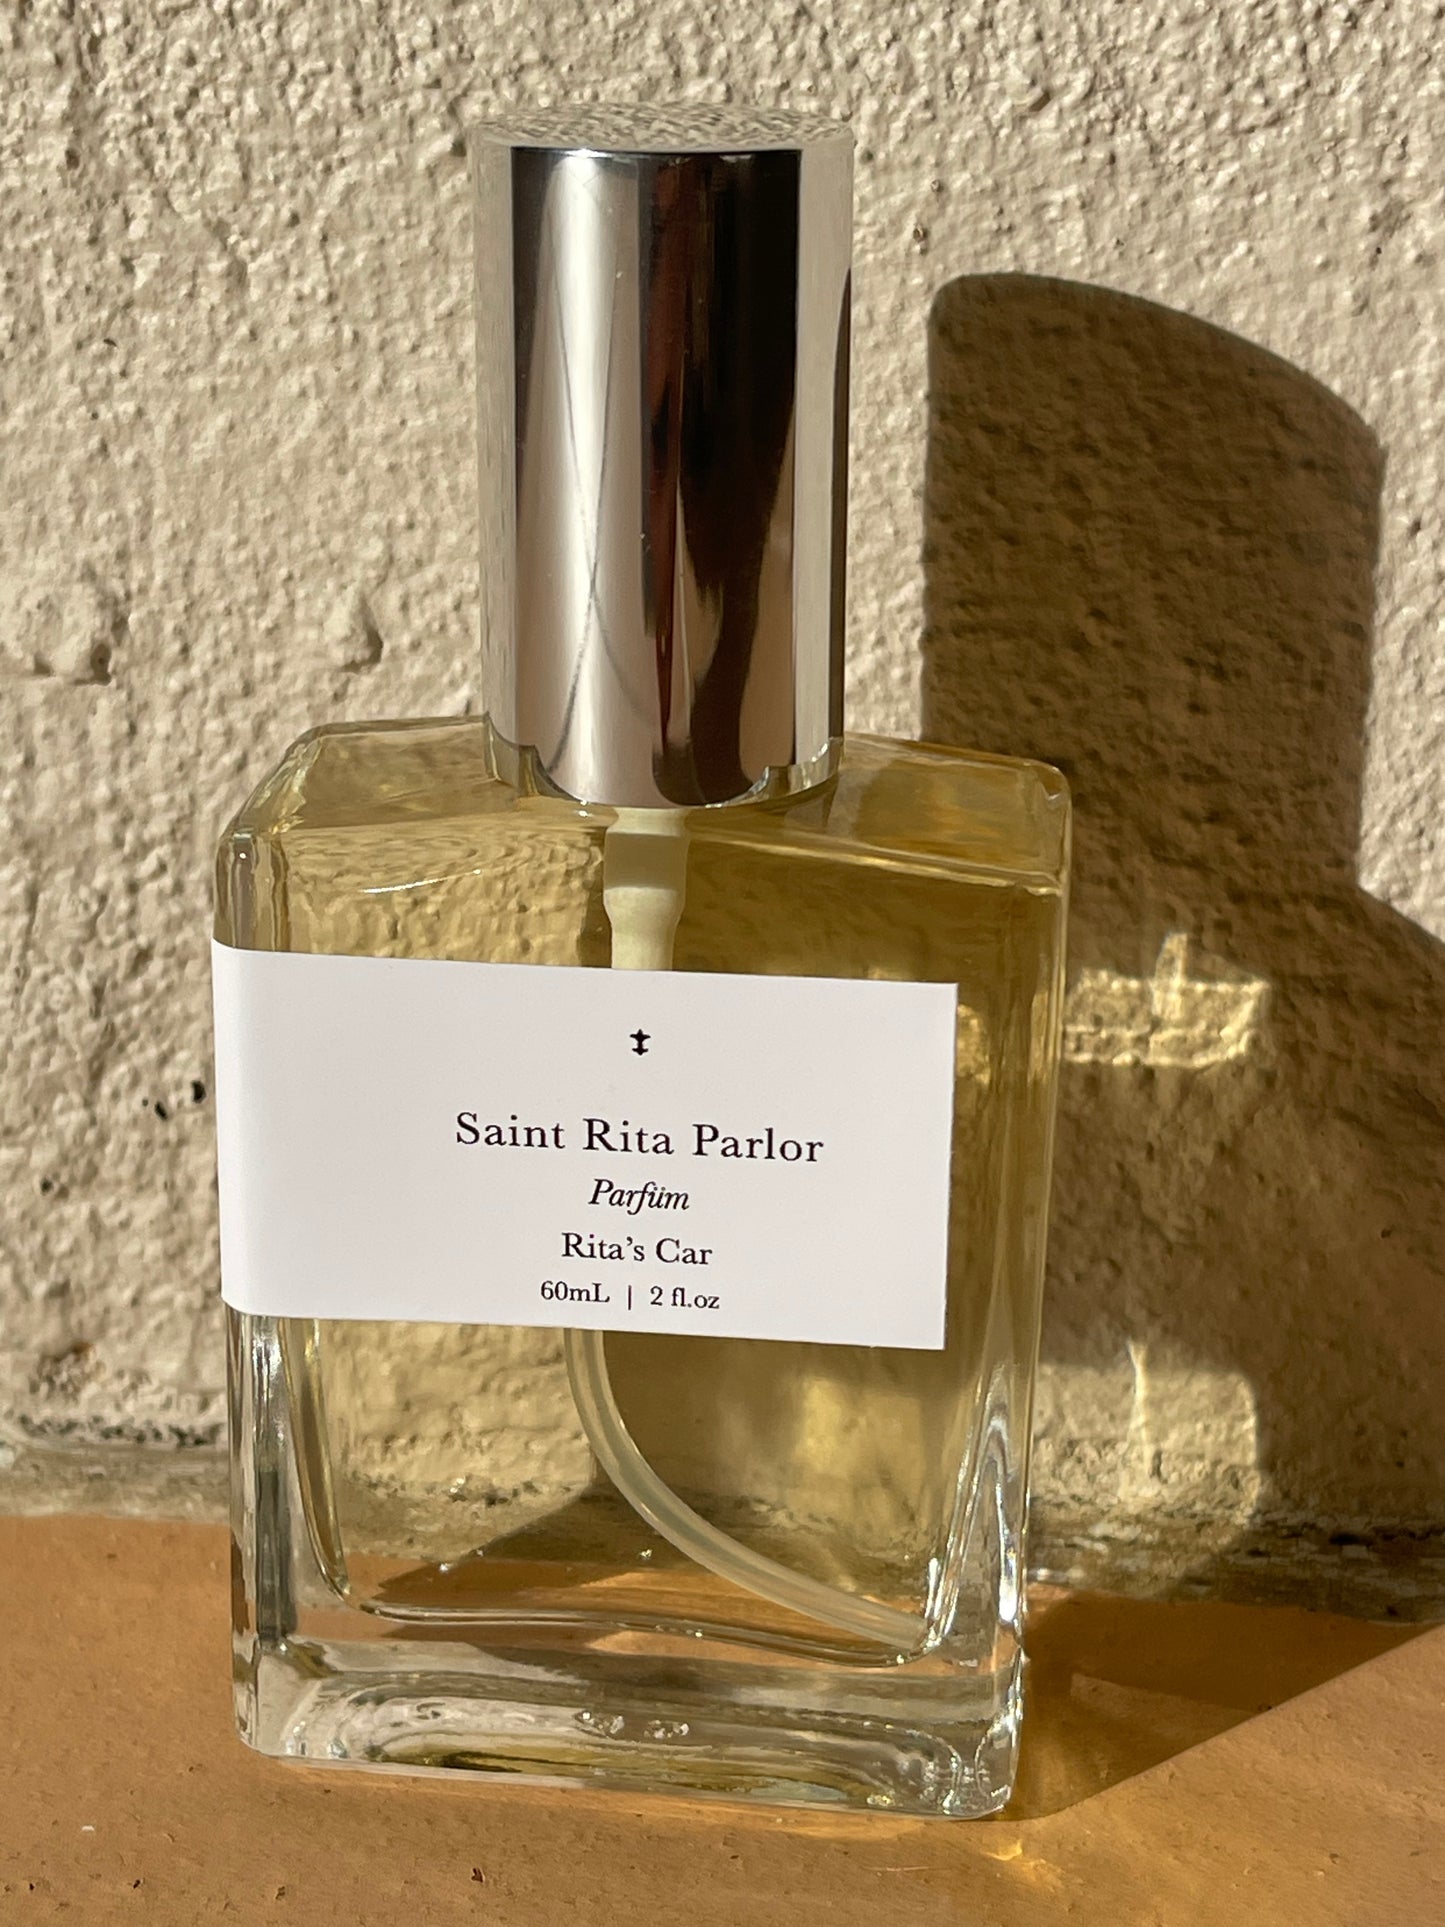 Saint Rita Parlor
Parfüm
Rita’s Car
60mL | 2 fl.oz